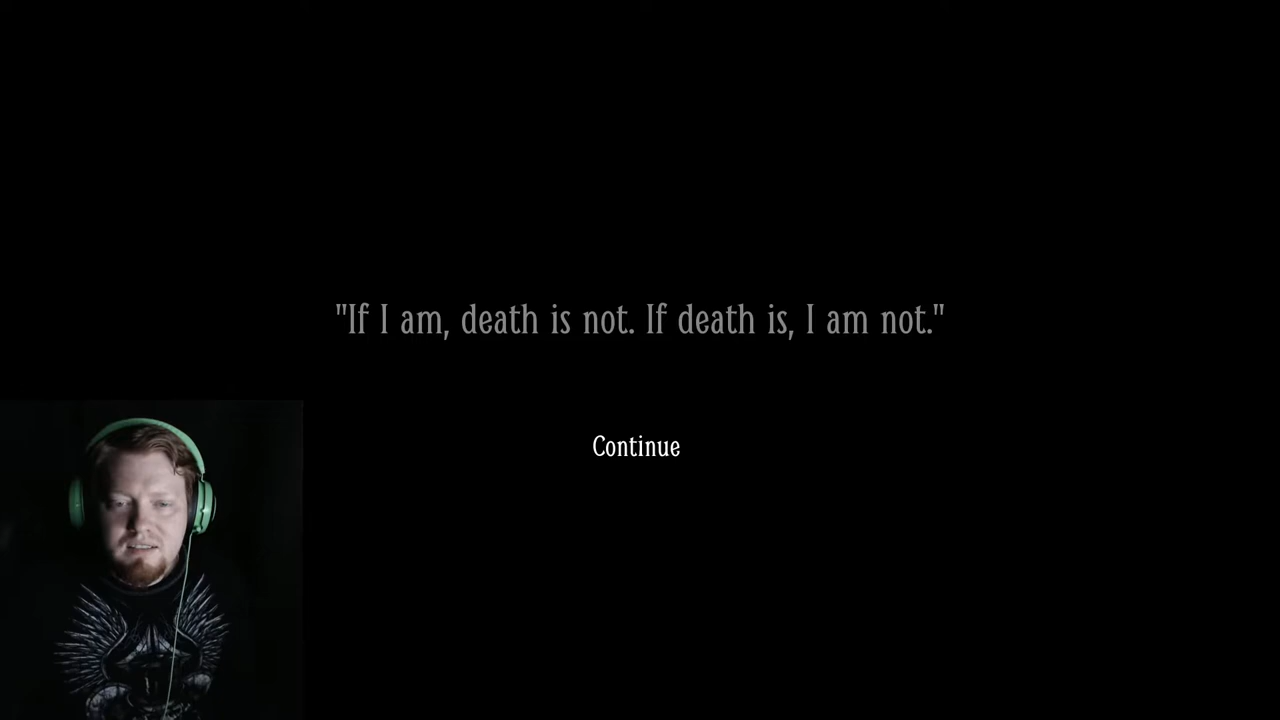 "If I am, death is not. If death is, I am not."
Continue